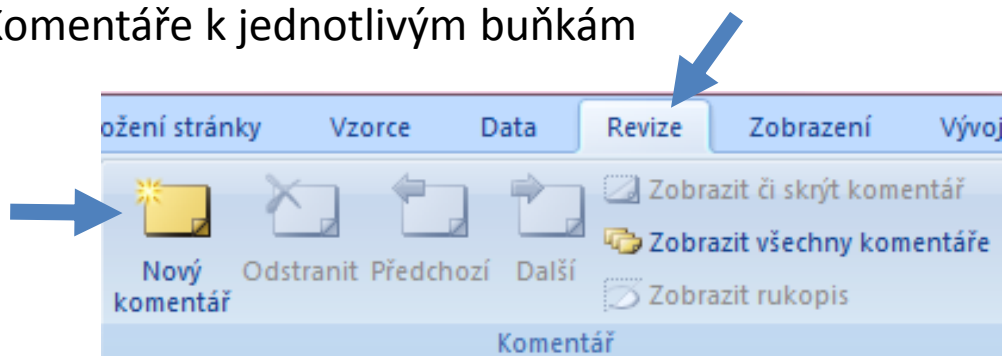 Komentáře k jednotlivým buňkám
ožení stránky Vzorce Data Revize Zobrazení Vývoj
Nový komentář
Odstranit Předchozí Další
Zobrazit či skrýt komentář
Zobrazit všechny komentáře
Zobrazit rukopis
Komentář